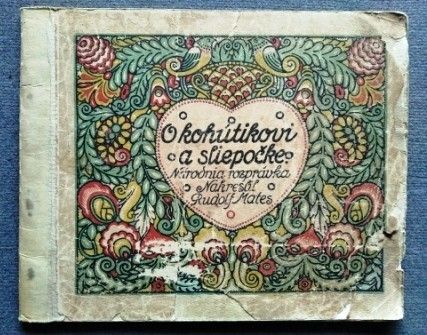 O kohútikovi
a sliepočke
Národnia rozprávka
Nakreslil
Rudolf Mates